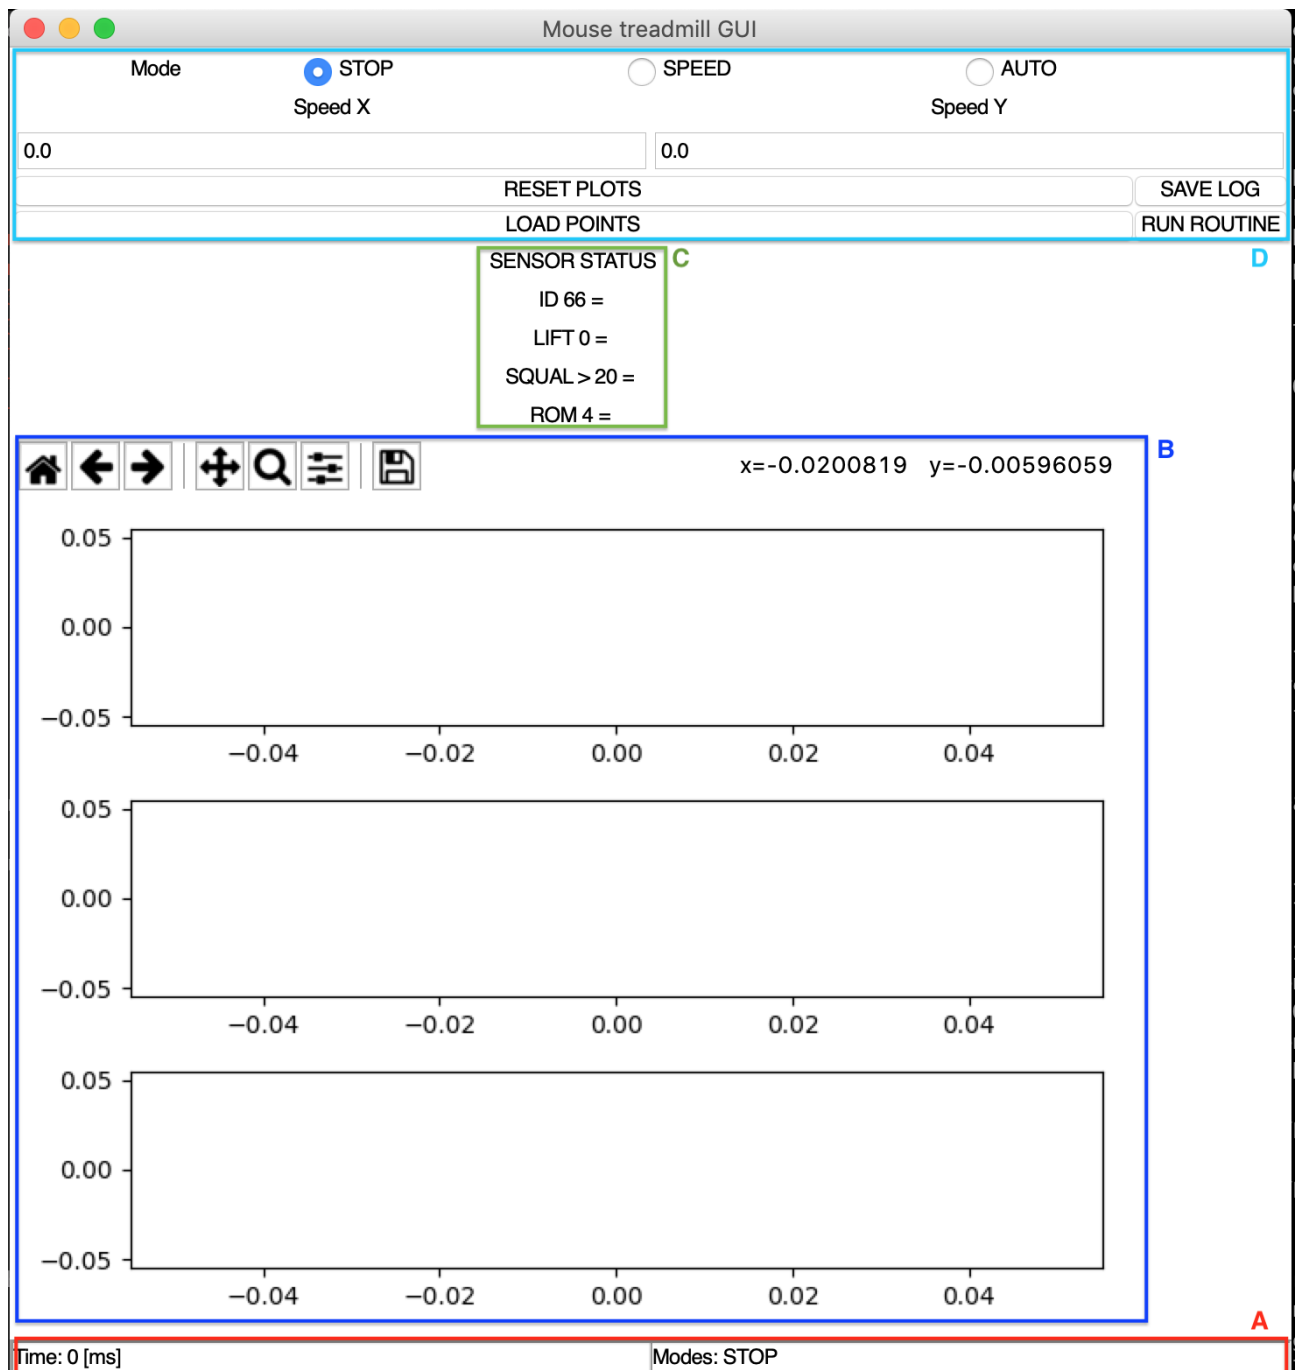 Mouse treadmill GUI
Mode STOP SPEED AUTO
Speed X Speed Y
0.0 0.0
RESET PLOTS SAVE LOG
LOAD POINTS RUN ROUTINE
SENSOR STATUS C D
ID 66 =
LIFT 0 =
SQUAL > 20 =
ROM 4 =
B
x=-0.0200819 y=-0.00596059
0.05
0.00
−0.05
−0.04 −0.02 0.00 0.02 0.04
0.05
0.00
−0.05
−0.04 −0.02 0.00 0.02 0.04
0.05
0.00
−0.05
−0.04 −0.02 0.00 0.02 0.04
A
Time: 0 [ms] Modes: STOP